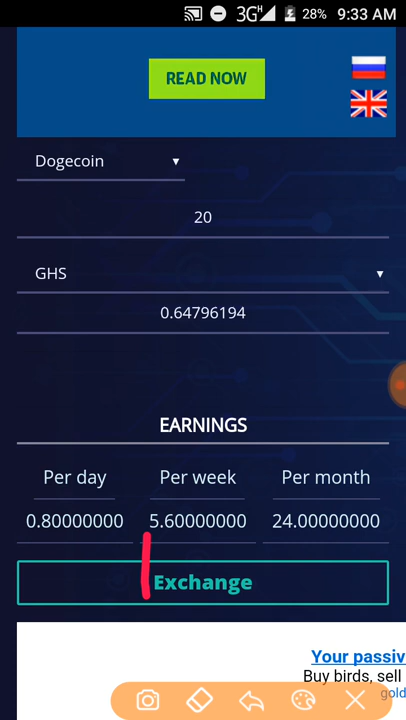 3G H 28% 9:33 AM
READ NOW
Dogecoin
20
GHS
0.64796194
EARNINGS
Per day Per week Per month
0.80000000 5.60000000 24.00000000
Exchange
Your passiv
Buy birds, sell
gold